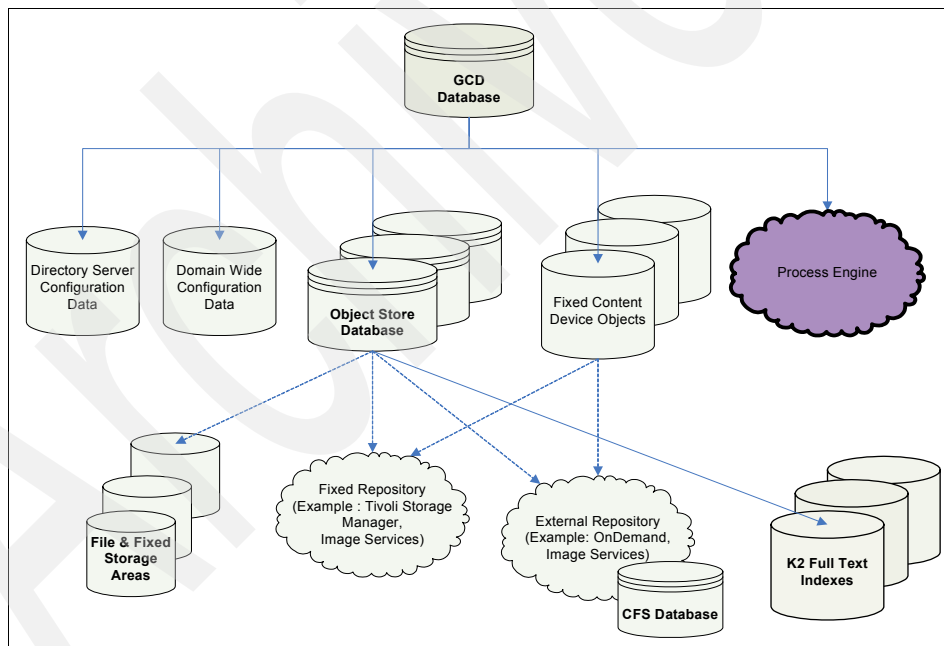 GCD
Database
Directory Server
Configuration
Data
Domain Wide
Configuration
Data
Object Store
Database
Fixed Content
Device Objects
Process Engine
File & Fixed
Storage
Areas
Fixed Repository
(Example : Tivoli Storage
Manager,
Image Services)
External Repository
(Example: OnDemand,
Image Services)
CFS Database
K2 Full Text
Indexes
Archive